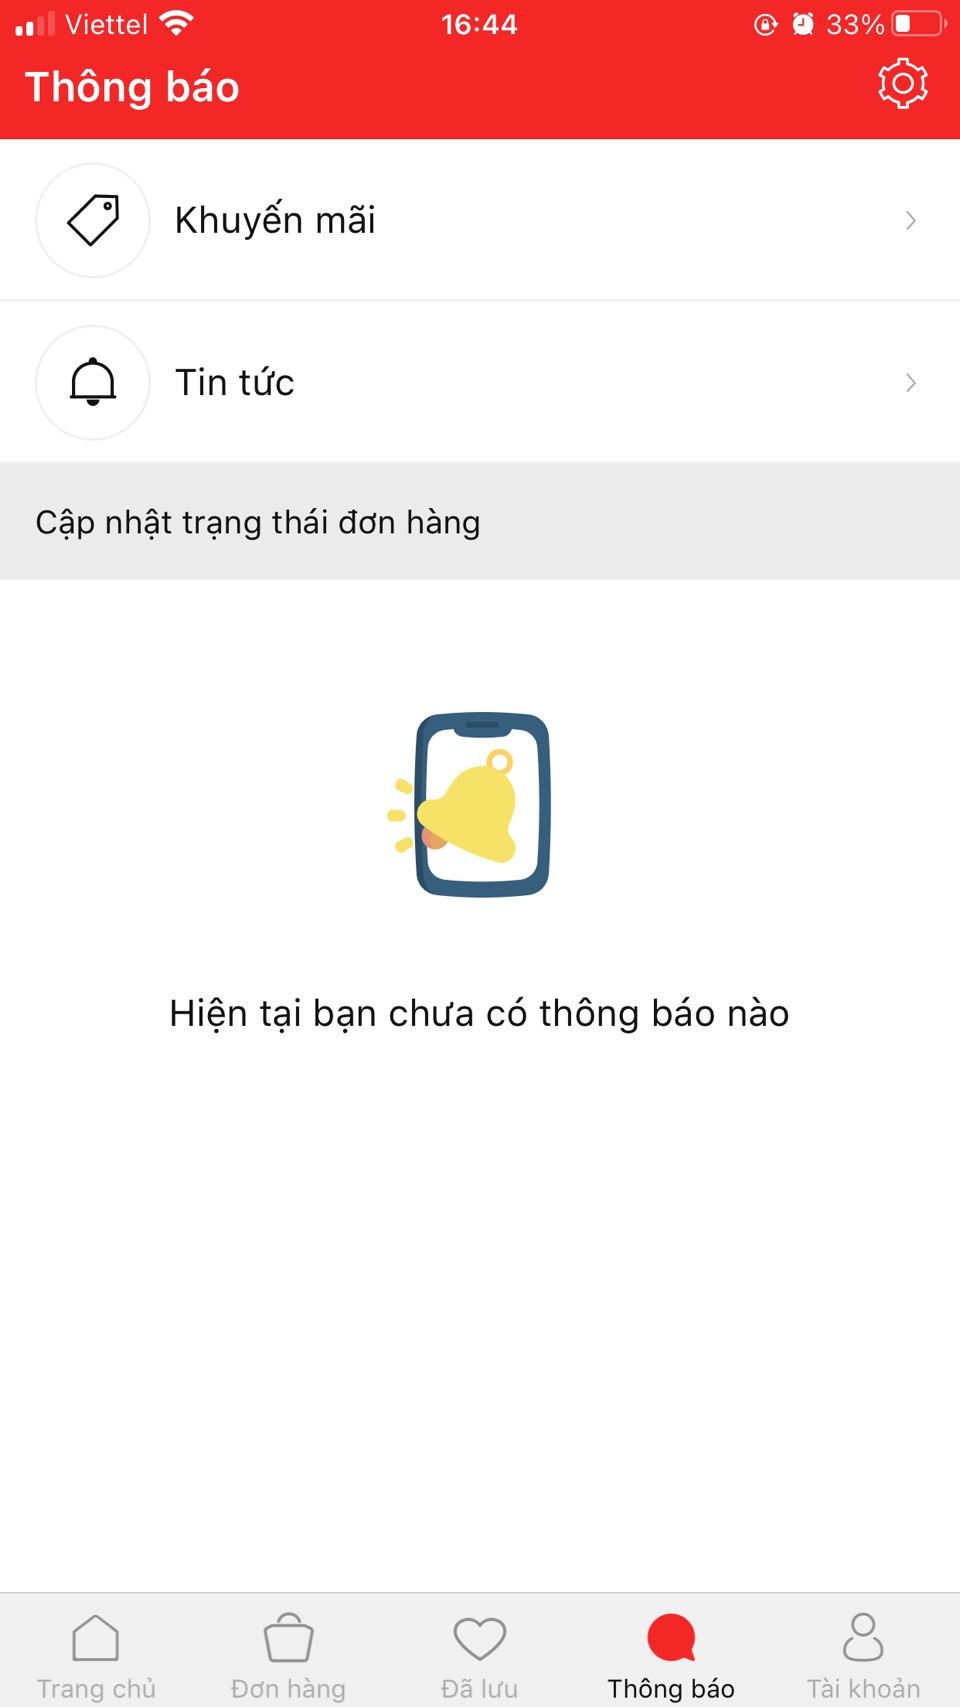 Viettel 16:44 33%
Thông báo
Khuyến mãi
Tin tức
Cập nhật trạng thái đơn hàng
Hiện tại bạn chưa có thông báo nào
Trang chủ Đơn hàng Đã lưu Thông báo Tài khoản